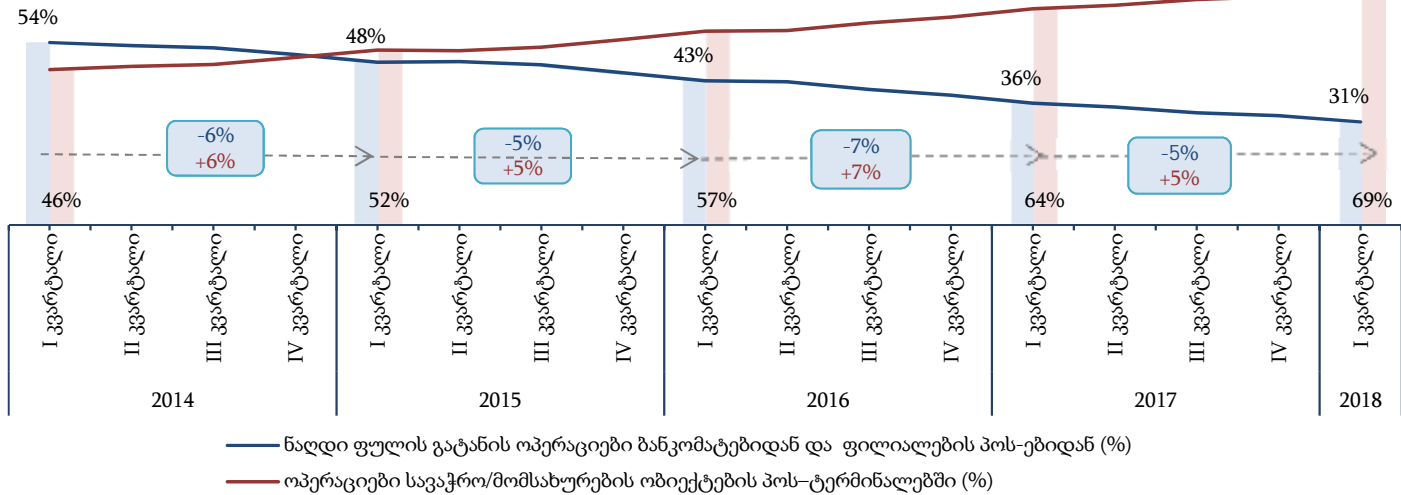 54%
48%
43%
36%
31%
-6%
+6%
-5%
+5%
-7%
+7%
-5%
+5%
46%
52%
57%
64%
69%
I კვარტალი
II კვარტალი
III კვარტალი
IV კვარტალი
I კვარტალი
II კვარტალი
III კვარტალი
IV კვარტალი
I კვარტალი
II კვარტალი
III კვარტალი
IV კვარტალი
I კვარტალი
II კვარტალი
III კვარტალი
IV კვარტალი
I კვარტალი
2014
2015
2016
2017
2018
ნაღდი ფულის გატანის ოპერაციები ბანკომატებიდან და ფილიალების პოს-ებიდან (%)
ოპერაციები სავაჭრო/მომსახურების ობიექტების პოს–ტერმინალებში (%)